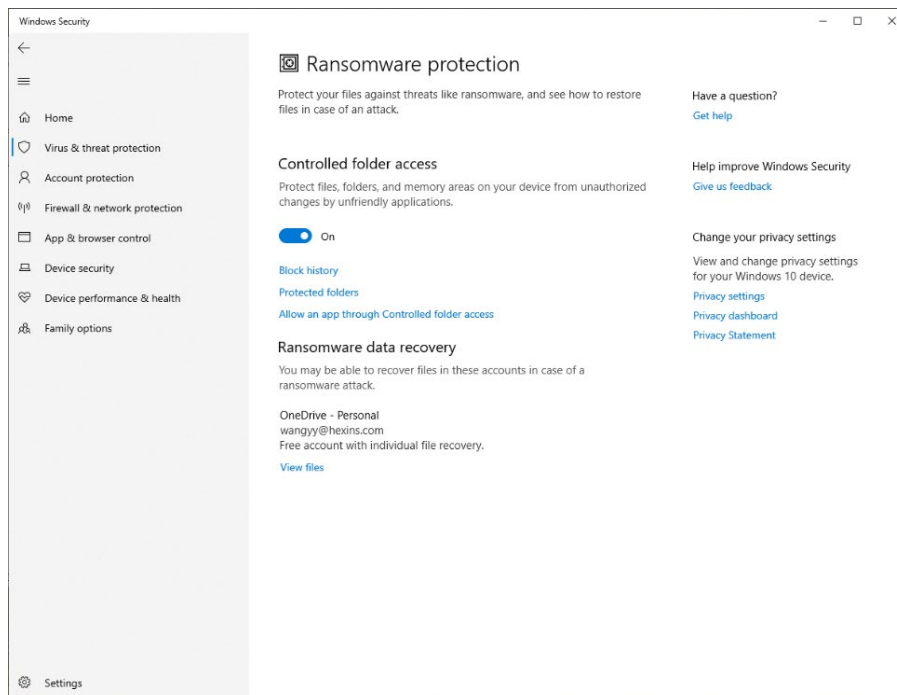 Windows Security
Home
Virus & threat protection
Account protection
Firewall & network protection
App & browser control
Device security
Device performance & health
Family options
Settings
Ransomware protection
Protect your files against threats like ransomware, and see how to restore
files in case of an attack.
Controlled folder access
Protect files, folders, and memory areas on your device from unauthorized
changes by unfriendly applications.
On
Block history
Protected folders
Allow an app through Controlled folder access
Ransomware data recovery
You may be able to recover files in these accounts in case of a
ransomware attack.
OneDrive - Personal
wangyy@hexins.com
Free account with individual file recovery.
View files
Have a question?
Get help
Help improve Windows Security
Give us feedback
Change your privacy settings
View and change privacy settings
for your Windows 10 device.
Privacy settings
Privacy dashboard
Privacy Statement